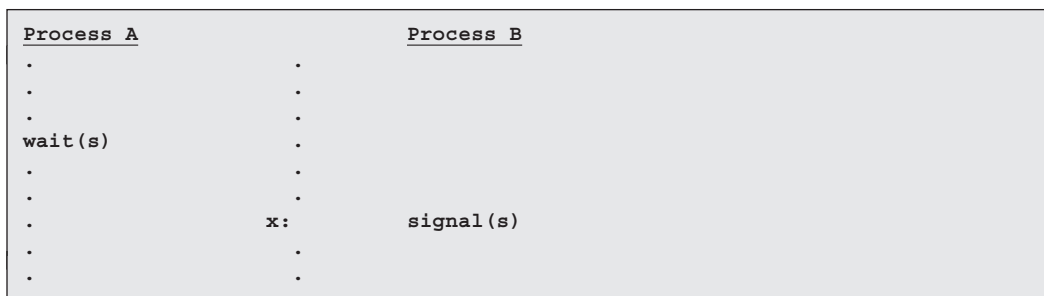 Process A Process B
. .
. .
. .
wait(s) .
. .
. .
. x: signal(s)
. .
. .